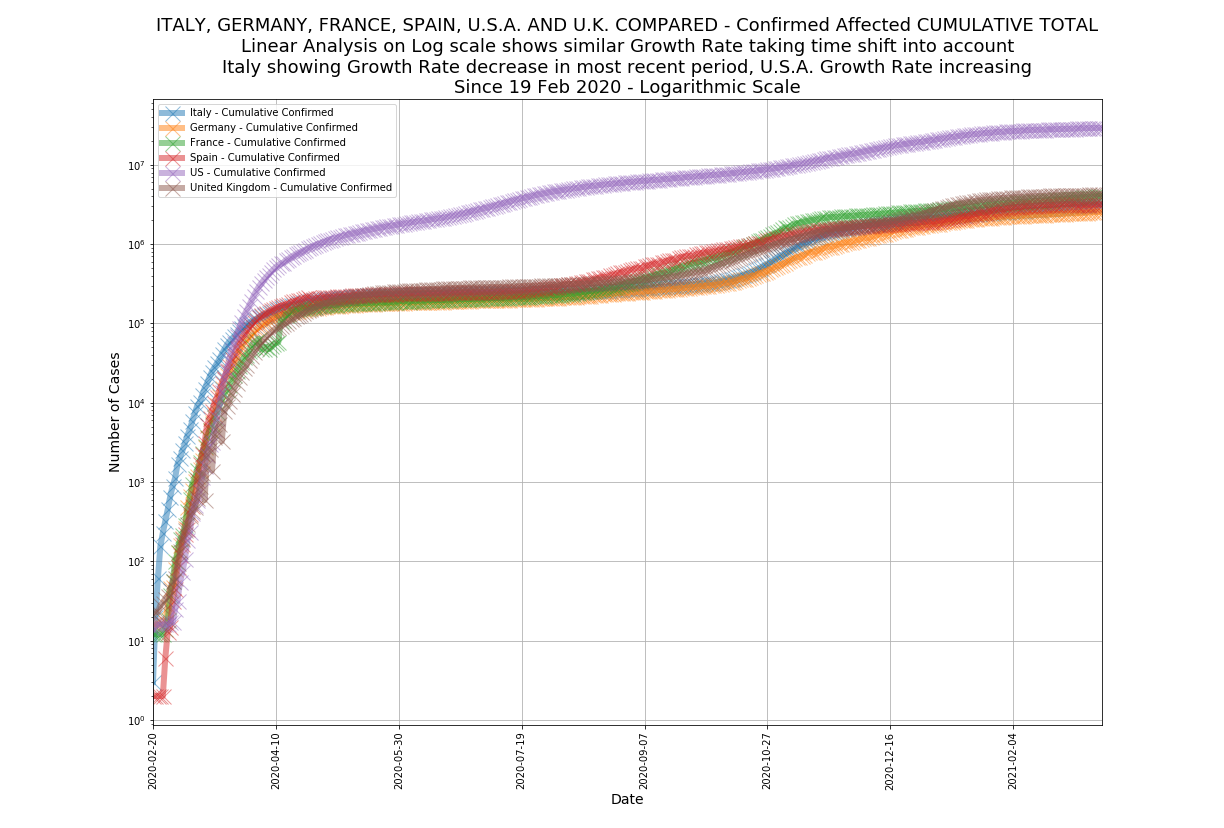 ITALY, GERMANY, FRANCE, SPAIN, U.S.A. AND U.K. COMPARED - Confirmed Affected CUMULATIVE TOTAL
Linear Analysis on Log scale shows similar Growth Rate taking time shift into account
Italy showing Growth Rate decrease in most recent period, U.S.A. Growth Rate increasing
Since 19 Feb 2020 - Logarithmic Scale
Italy - Cumulative Confirmed
Germany - Cumulative Confirmed
France - Cumulative Confirmed
Spain - Cumulative Confirmed
US - Cumulative Confirmed
United Kingdom - Cumulative Confirmed
Number of Cases
10⁷
10⁶
10⁵
10⁴
10³
10²
10¹
10⁰
2020-02-20
2020-04-10
2020-05-30
2020-07-19
2020-09-07
2020-10-27
2020-12-16
2021-02-04
Date